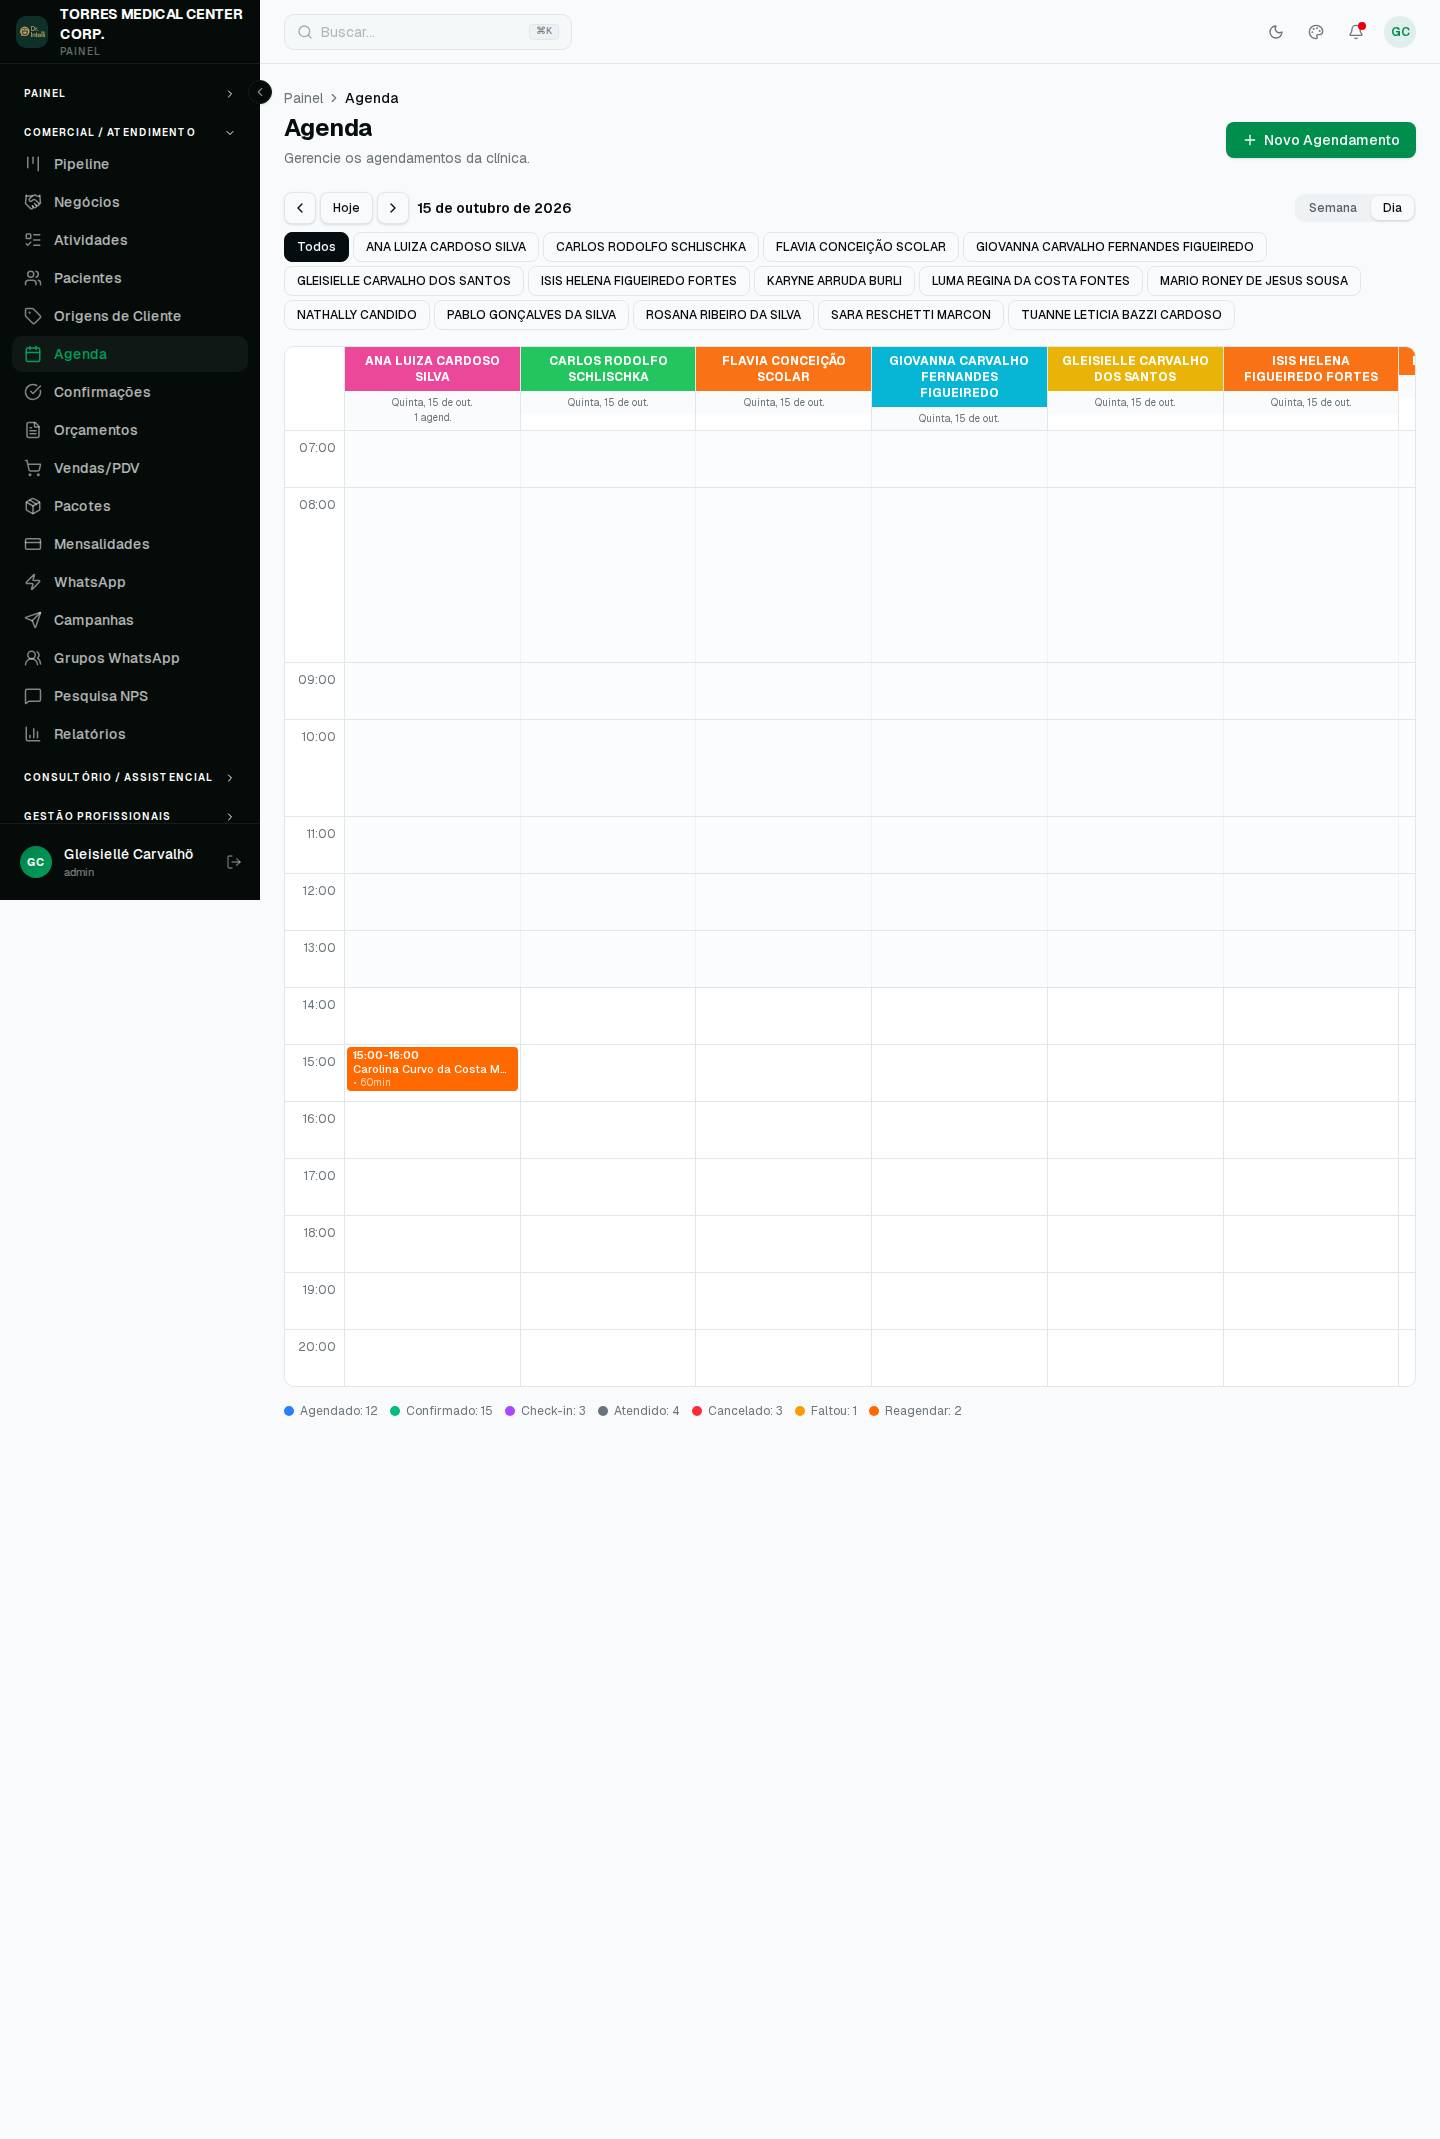 TORRES MEDICAL CENTER
CORP.
PAINEL
PAINEL
COMERCIAL / ATENDIMENTO
Pipeline
Negócios
Atividades
Pacientes
Origens de Cliente
Agenda
Confirmações
Orçamentos
Vendas/PDV
Pacotes
Mensalidades
WhatsApp
Campanhas
Grupos WhatsApp
Pesquisa NPS
Relatórios
CONSULTÓRIO / ASSISTENCIAL
GESTÃO PROFISSIONAIS
GC Gleisiellé Carvalhö
admin
Buscar... ⌘K
GC
Painel > Agenda
Agenda
Gerencie os agendamentos da clínica.
+ Novo Agendamento
Hoje 15 de outubro de 2026
Semana Dia
Todos ANA LUIZA CARDOSO SILVA CARLOS RODOLFO SCHLISCHKA FLAVIA CONCEIÇÃO SCOLAR GIOVANNA CARVALHO FERNANDES FIGUEIREDO
GLEISIELLE CARVALHO DOS SANTOS ISIS HELENA FIGUEIREDO FORTES KARYNE ARRUDA BURLI LUMA REGINA DA COSTA FONTES MARIO RONEY DE JESUS SOUSA
NATHALLY CANDIDO PABLO GONÇALVES DA SILVA ROSANA RIBEIRO DA SILVA SARA RESCHETTI MARCON TUANNE LETICIA BAZZI CARDOSO
ANA LUIZA CARDOSO
SILVA
Quinta, 15 de out.
1 agend.
CARLOS RODOLFO
SCHLISCHKA
Quinta, 15 de out.
FLAVIA CONCEIÇÃO
SCOLAR
Quinta, 15 de out.
GIOVANNA CARVALHO
FERNANDES
FIGUEIREDO
Quinta, 15 de out.
GLEISIELLE CARVALHO
DOS SANTOS
Quinta, 15 de out.
ISIS HELENA
FIGUEIREDO FORTES
Quinta, 15 de out.
07:00
08:00
09:00
10:00
11:00
12:00
13:00
14:00
15:00
15:00-16:00
Carolina Curvo da Costa M...
• 60min
16:00
17:00
18:00
19:00
20:00
Agendado: 12 Confirmado: 15 Check-in: 3 Atendido: 4 Cancelado: 3 Faltou: 1 Reagendar: 2